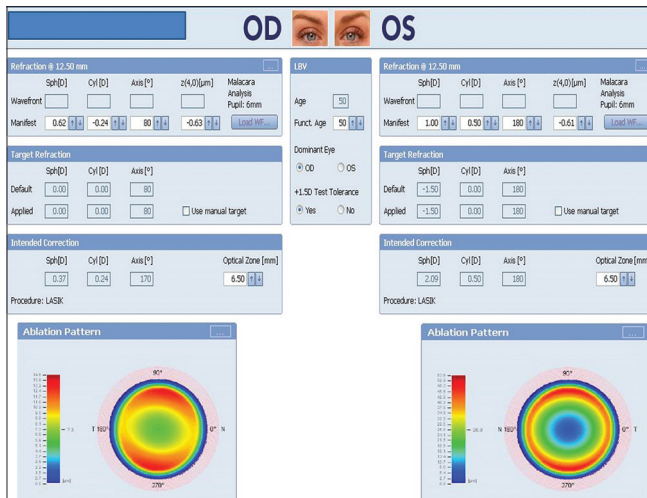 OD OS
Refraction @ 12.50 mm ...
Sph[D] Cyl [D] Axis [º] z(4,0)[µm] Malacara
Analysis
Pupil: 6mm
Wavefront
Manifest 0.62 -0.24 80 -0.63 Load WF...
Target Refraction
Sph[D] Cyl[D] Axis[º]
Default 0.00 0.00 80
Applied 0.00 0.00 80 Use manual target
Intended Correction
Sph[D] Cyl[D] Axis[º] Optical Zone [mm]
0.37 0.24 170 6.50
Procedure: LASIK
LBV
Age 50
Funct. Age 50
Dominant Eye
OD OS
+1.5D Test Tolerance
Yes No
Refraction @ 12.50 mm ...
Sph[D] Cyl [D] Axis [º] z(4,0)[µm] Malacara
Analysis
Pupil: 6mm
Wavefront
Manifest 1.00 0.50 180 -0.61 Load WF...
Target Refraction
Sph[D] Cyl[D] Axis[º]
Default -1.50 0.00 180
Applied -1.50 0.00 180 Use manual target
Intended Correction
Sph[D] Cyl[D] Axis[º] Optical Zone [mm]
2.09 0.50 180 6.50
Procedure: LASIK
Ablation Pattern ...
90°
T 180° 0° N
270°
Ablation Pattern ...
90°
N 180° 0° T
270°